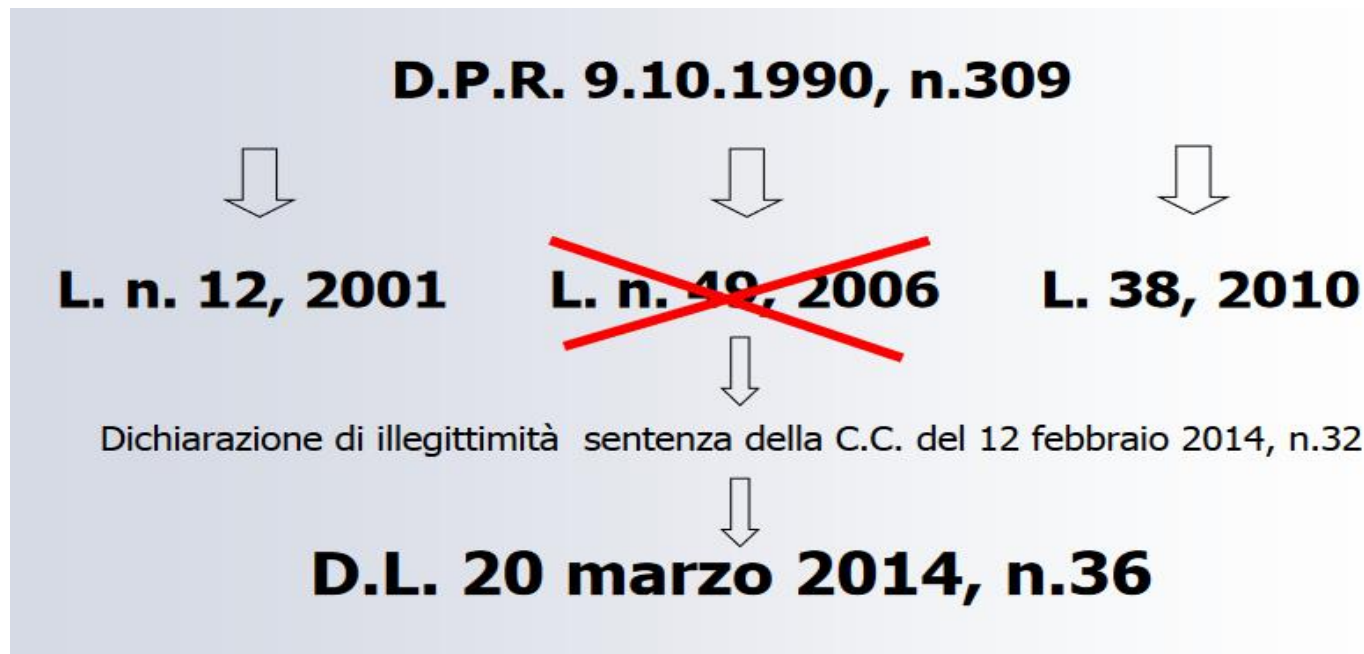 D.P.R. 9.10.1990, n.309
L. n. 12, 2001 L. n. 49, 2006 L. 38, 2010
Dichiarazione di illegittimità sentenza della C.C. del 12 febbraio 2014, n.32
D.L. 20 marzo 2014, n.36